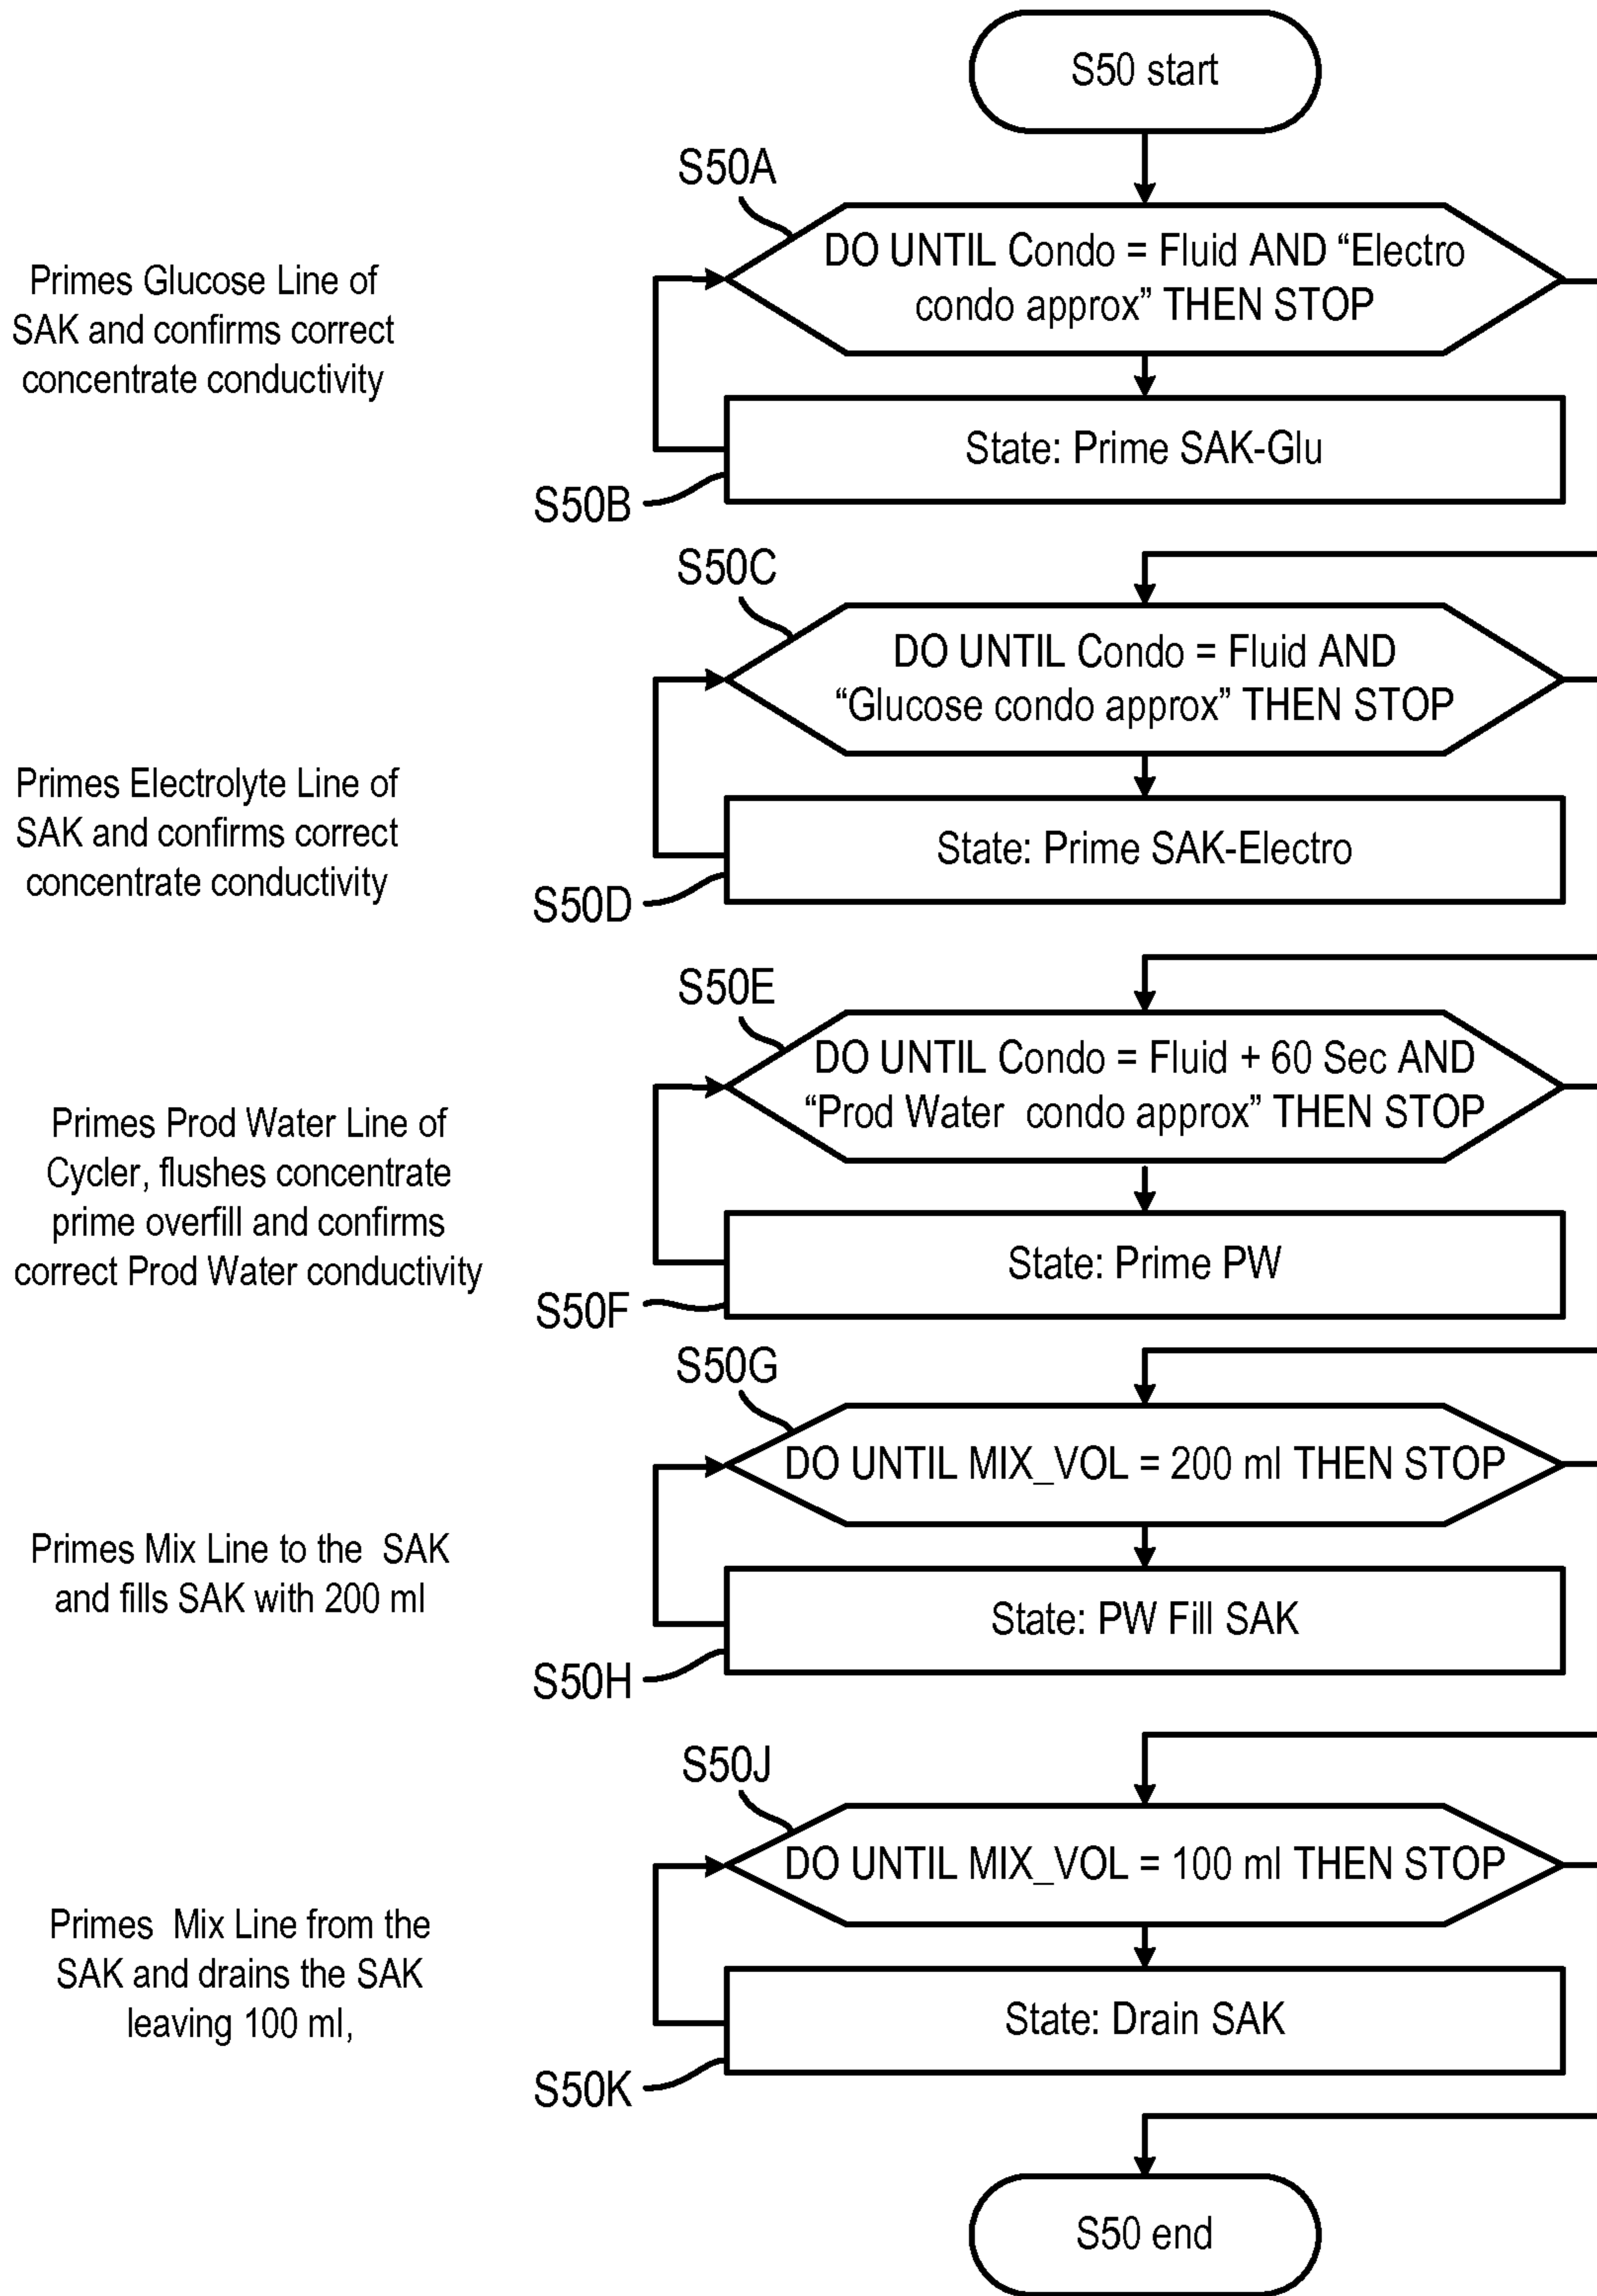 S50 start
S50A
DO UNTIL Condo = Fluid AND “Electro
condo approx” THEN STOP
Primes Glucose Line of
SAK and confirms correct
concentrate conductivity
State: Prime SAK-Glu
S50B
S50C
DO UNTIL Condo = Fluid AND
“Glucose condo approx” THEN STOP
Primes Electrolyte Line of
SAK and confirms correct
concentrate conductivity
State: Prime SAK-Electro
S50D
S50E
DO UNTIL Condo = Fluid + 60 Sec AND
“Prod Water condo approx” THEN STOP
Primes Prod Water Line of
Cycler, flushes concentrate
prime overfill and confirms
correct Prod Water conductivity
State: Prime PW
S50F
S50G
DO UNTIL MIX_VOL = 200 ml THEN STOP
Primes Mix Line to the SAK
and fills SAK with 200 ml
State: PW Fill SAK
S50H
S50J
DO UNTIL MIX_VOL = 100 ml THEN STOP
Primes Mix Line from the
SAK and drains the SAK
leaving 100 ml,
State: Drain SAK
S50K
S50 end